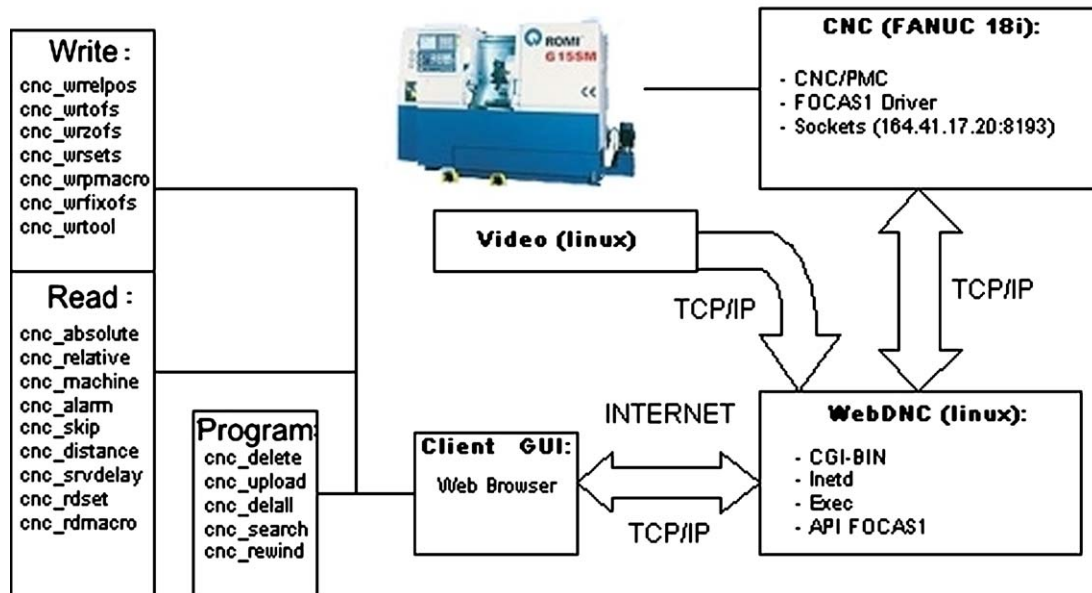 Write :
cnc_wrrelpos
cnc_wrtofs
cnc_wrzofs
cnc_wrsets
cnc_wrpmacro
cnc_wrfixofs
cnc_wrtool
Read :
cnc_absolute
cnc_relative
cnc_machine
cnc_alarm
cnc_skip
cnc_distance
cnc_srvdelay
cnc_rdset
cnc_rdmacro
Program:
cnc_delete
cnc_upload
cnc_delall
cnc_search
cnc_rewind
ROMI
G15SM
CE
CNC (FANUC 18i):
- CNC/PMC
- FOCAS1 Driver
- Sockets (164.41.17.20:8193)
Video (linux)
TCP/IP
TCP/IP
Client GUI:
Web Browser
INTERNET
TCP/IP
WebDNC (linux):
- CGI-BIN
- Inetd
- Exec
- API FOCAS1